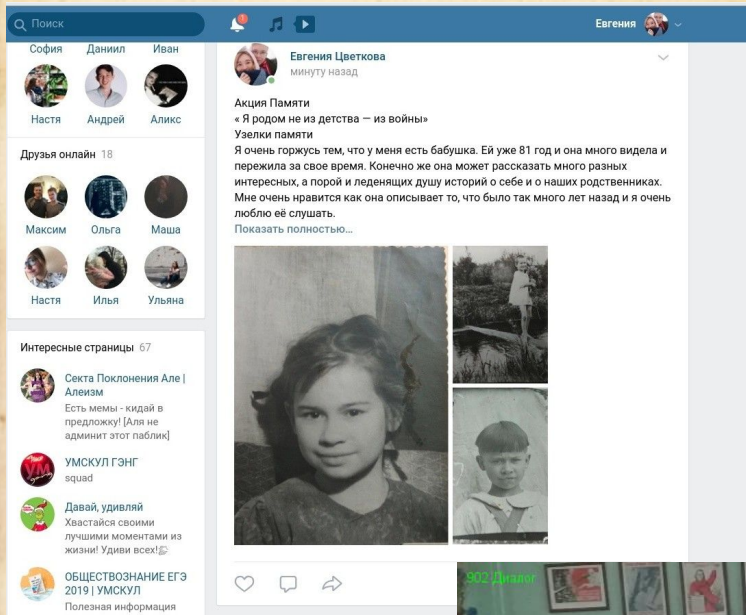 Поиск
1
Евгения
София Даниил Иван
Настя Андрей Аликс
Друзья онлайн 18
Максим Ольга Маша
Настя Илья Ульяна
Интересные страницы 67
Секта Поклонения Але |
Алеизм
Есть мемы - кидай в
предложку! [Аля не
админит этот паблик]
УМ
УМСКУЛ ГЭНГ
squad
Давай, удивляй
Хвастайся своими
лучшими моментами из
жизни! Удиви всех!
ОБЩЕСТВОЗНАНИЕ ЕГЭ
2019 | УМСКУЛ
Полезная информация
Евгения Цветкова
минуту назад
Акция Памяти
« Я родом не из детства — из войны»
Узелки памяти
Я очень горжусь тем, что у меня есть бабушка. Ей уже 81 год и она много видела и
пережила за свое время. Конечно же она может рассказать много разных
интересных, а порой и леденящих душу историй о себе и о наших родственниках.
Мне очень нравится как она описывает то, что было так много лет назад и я очень
люблю её слушать.
Показать полностью...
902 Диалог